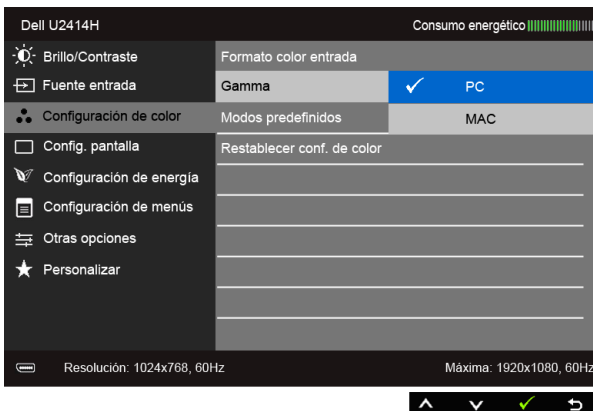 Dell U2414H Consumo energético
Brillo/Contraste Formato color entrada
Fuente entrada Gamma PC
Configuración de color Modos predefinidos MAC
Config. pantalla Restablecer conf. de color
Configuración de energía
Configuración de menús
Otras opciones
Personalizar
Resolución: 1024x768, 60Hz Máxima: 1920x1080, 60Hz